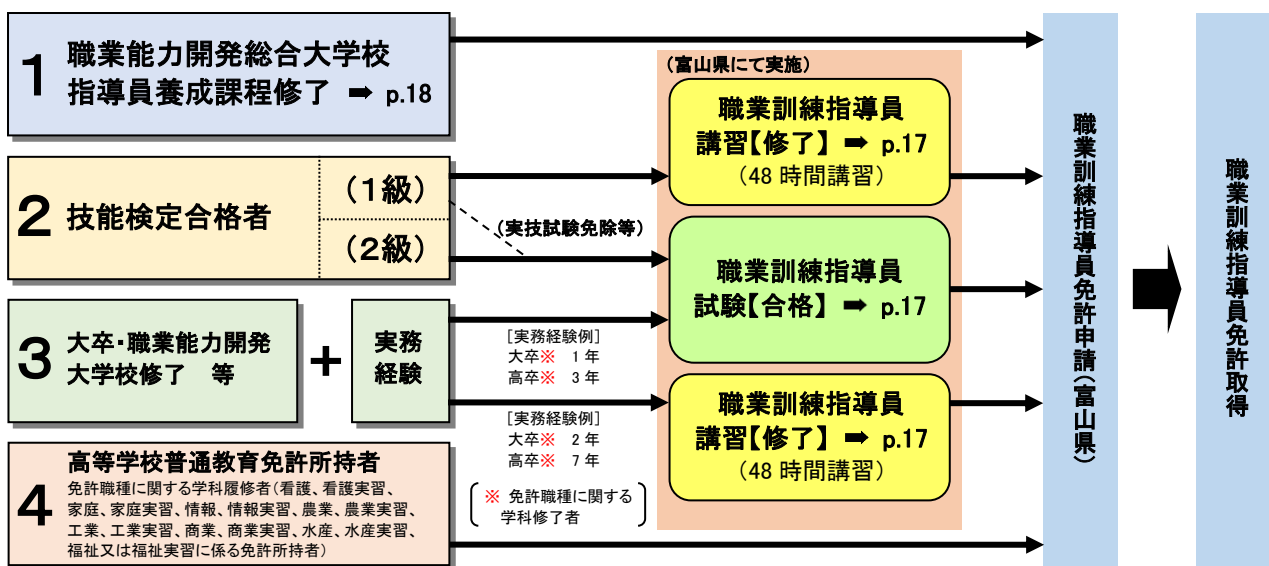 1
職業能力開発総合大学校
指導員養成課程修了 ➡ p.18
2
技能検定合格者
（1級）
（2級）
（実技試験免除等）
3
大卒・職業能力開発
大学校修了　等
＋
実務
経験
［実務経験例］
大卒※ 1年
高卒※ 3年
［実務経験例］
大卒※ 2年
高卒※ 7年
※ 免許職種に関する
学科修了者
4
高等学校普通教育免許所持者
免許職種に関する学科履修者（看護、看護実習、
家庭、家庭実習、情報、情報実習、農業、農業実習、
工業、工業実習、商業、商業実習、水産、水産実習、
福祉又は福祉実習に係る免許所持者）
（富山県にて実施）
職業訓練指導員
講習【修了】 ➡ p.17
（48時間講習）
職業訓練指導員
試験【合格】 ➡ p.17
職業訓練指導員
講習【修了】 ➡ p.17
（48時間講習）
職業訓練指導員免許申請（富山県）
職業訓練指導員免許取得